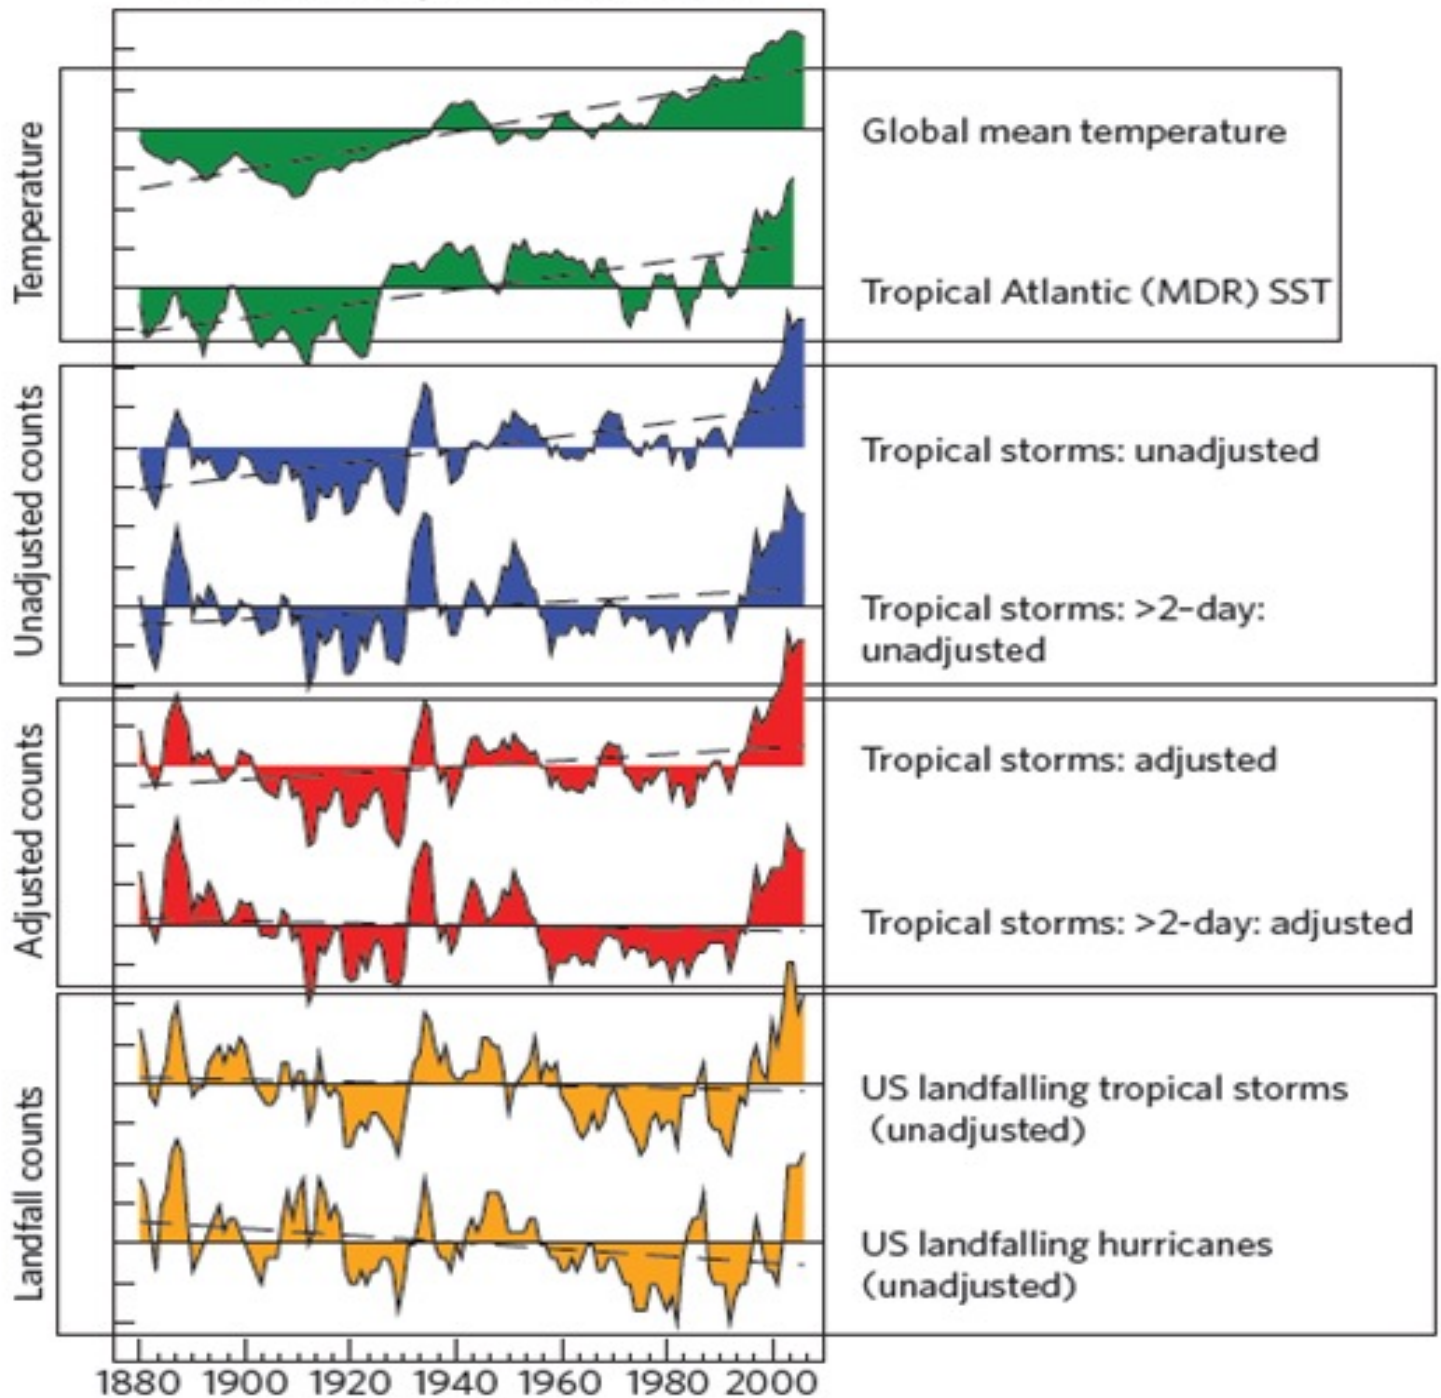 Temperature
Global mean temperature
Tropical Atlantic (MDR) SST
Unadjusted counts
Tropical storms: unadjusted
Tropical storms: >2-day:
unadjusted
Adjusted counts
Tropical storms: adjusted
Tropical storms: >2-day: adjusted
Landfall counts
US landfalling tropical storms
(unadjusted)
US landfalling hurricanes
(unadjusted)
1880 1900 1920 1940 1960 1980 2000